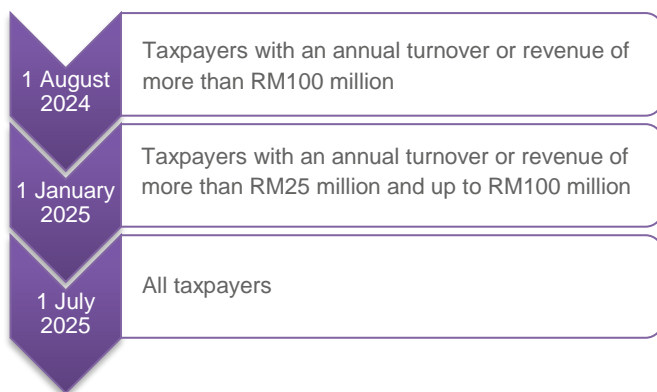 1 August
2024
Taxpayers with an annual turnover or revenue of
more than RM100 million
1 January
2025
Taxpayers with an annual turnover or revenue of
more than RM25 million and up to RM100 million
1 July
2025
All taxpayers